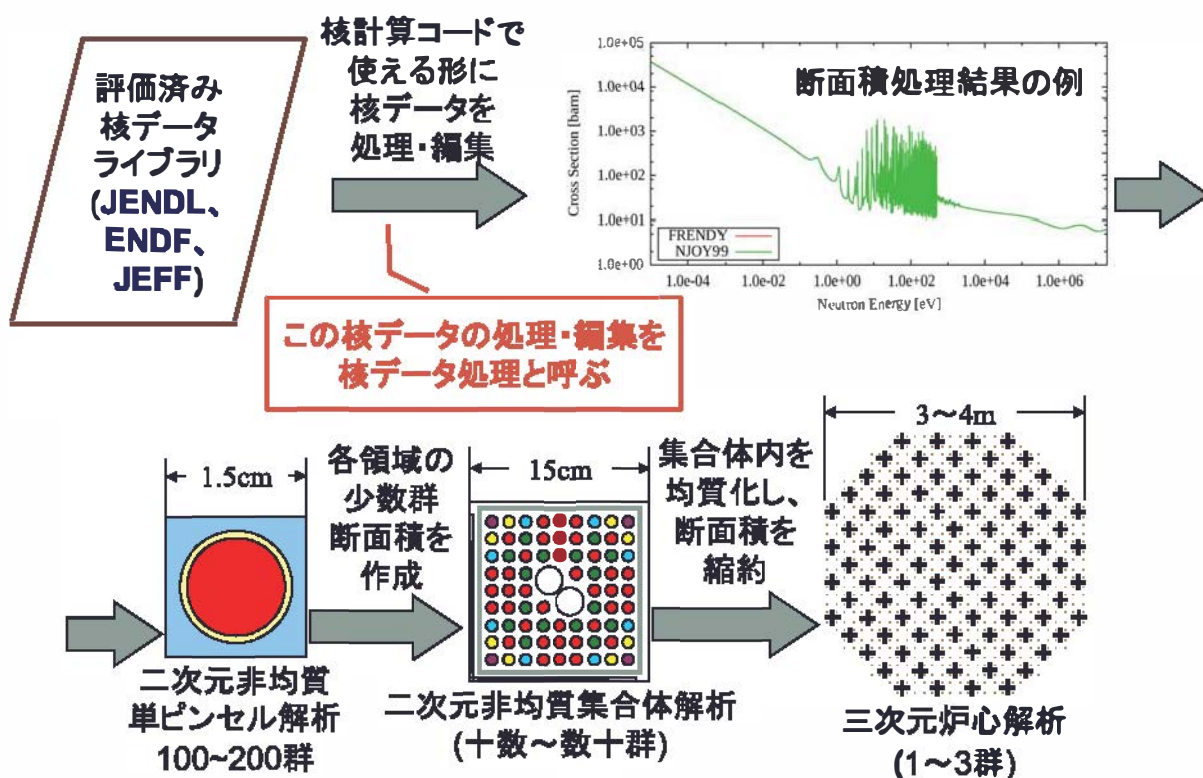 評価済み
核データ
ライブラリ
(JENDL、
ENDF、
JEFF)
核計算コードで
使える形に
核データを
処理・編集
この核データの処理・編集を
核データ処理と呼ぶ
断面積処理結果の例
Cross Section [barn]
1.0e+05
1.0e+04
1.0e+03
1.0e+02
1.0e+01
1.0e+00
FRENDY
NJOY99
1.0e-04 1.0e-02 1.0e+00 1.0e+02 1.0e+04 1.0e+06
Neutron Energy [eV]
1.5cm
二次元非均質
単ピンセル解析
100~200群
各領域の
少数群
断面積を
作成
15cm
二次元非均質集合体解析
(十数～数十群)
集合体内を
均質化し、
断面積を
縮約
3～4m
三次元炉心解析
(1～3群)